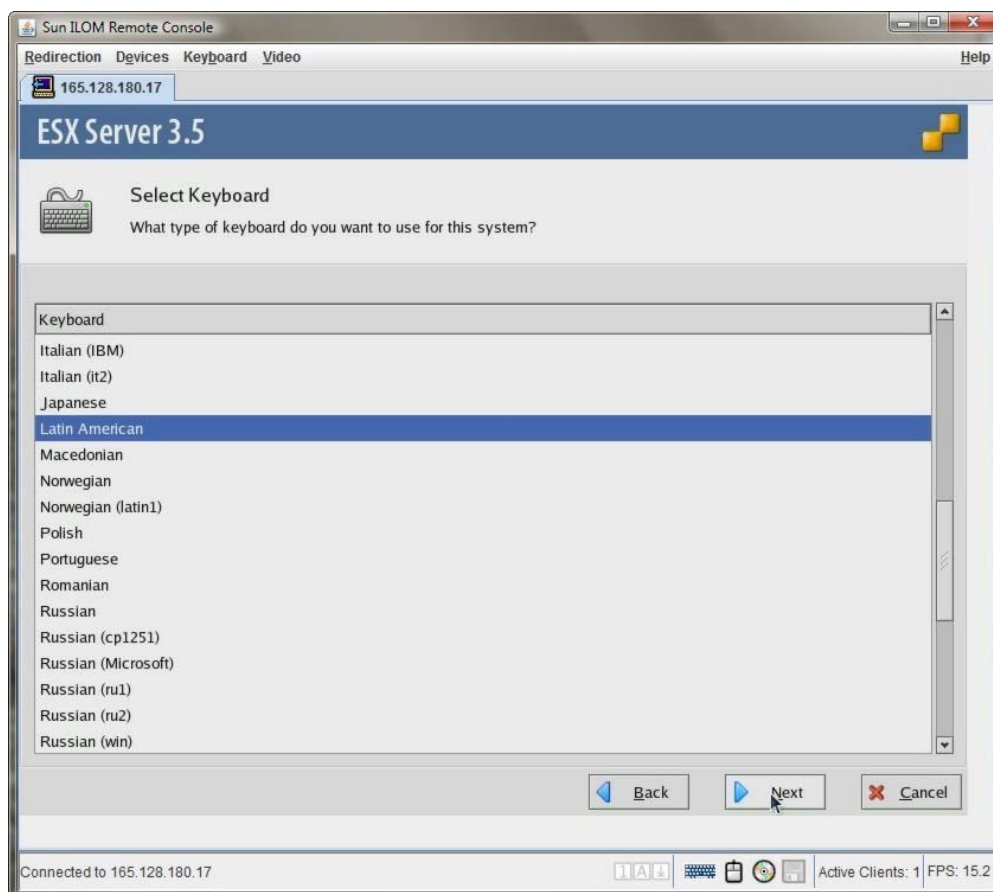 Sun ILOM Remote Console
Redirection Devices Keyboard Video Help
165.128.180.17
ESX Server 3.5
Select Keyboard
What type of keyboard do you want to use for this system?
Keyboard
Italian (IBM)
Italian (it2)
Japanese
Latin American
Macedonian
Norwegian
Norwegian (latin1)
Polish
Portuguese
Romanian
Russian
Russian (cp1251)
Russian (Microsoft)
Russian (ru1)
Russian (ru2)
Russian (win)
Back Next Cancel
Connected to 165.128.180.17 1 A Active Clients: 1 FPS: 15.2